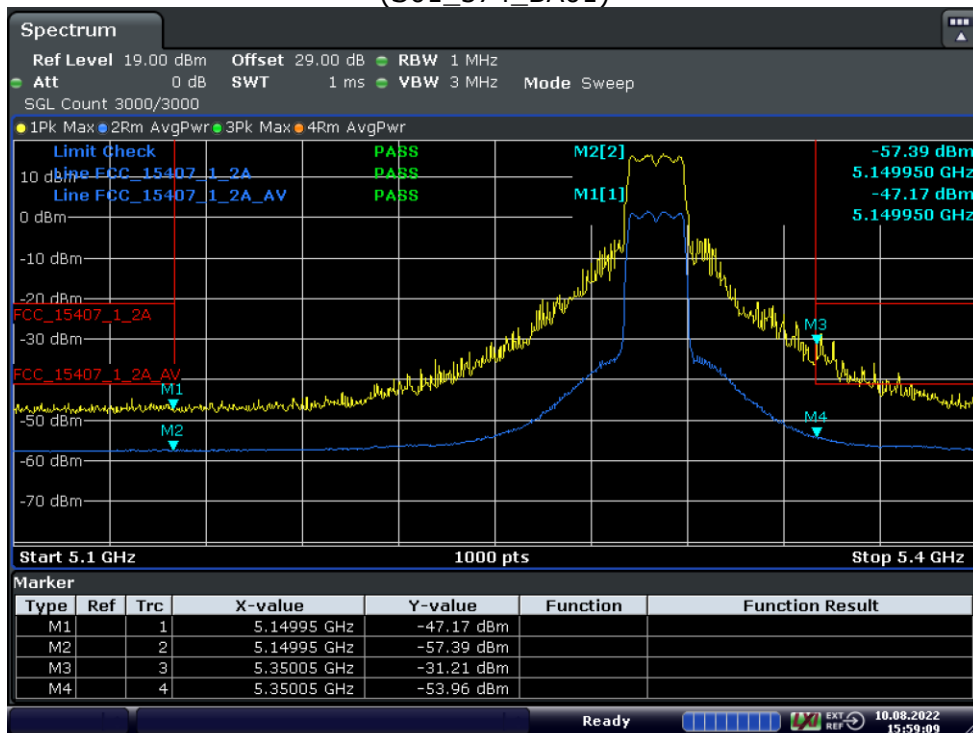 (S01_374_BA01)
Spectrum
Ref Level 19.00 dBm Offset 29.00 dB RBW 1 MHz
Att 0 dB SWT 1 ms VBW 3 MHz Mode Sweep
SGL Count 3000/3000
1Pk Max 2Rm AvgPwr 3Pk Max 4Rm AvgPwr
Limit Check PASS M2[2] -57.39 dBm
10 dBm Line FCC_15407_1_2A PASS 5.149950 GHz
Line FCC_15407_1_2A_AV PASS M1[1] -47.17 dBm
0 dBm 5.149950 GHz
-10 dBm
-20 dBm
FCC_15407_1_2A
M3
-30 dBm
FCC_15407_1_2A_AV
M1
-50 dBm
M4
M2
-60 dBm
-70 dBm
Start 5.1 GHz 1000 pts Stop 5.4 GHz
Marker
Type Ref Trc X-value Y-value Function Function Result
M1 1 5.14995 GHz -47.17 dBm
M2 2 5.14995 GHz -57.39 dBm
M3 3 5.35005 GHz -31.21 dBm
M4 4 5.35005 GHz -53.96 dBm
Ready LXI EXT REF 10.08.2022
15:59:09